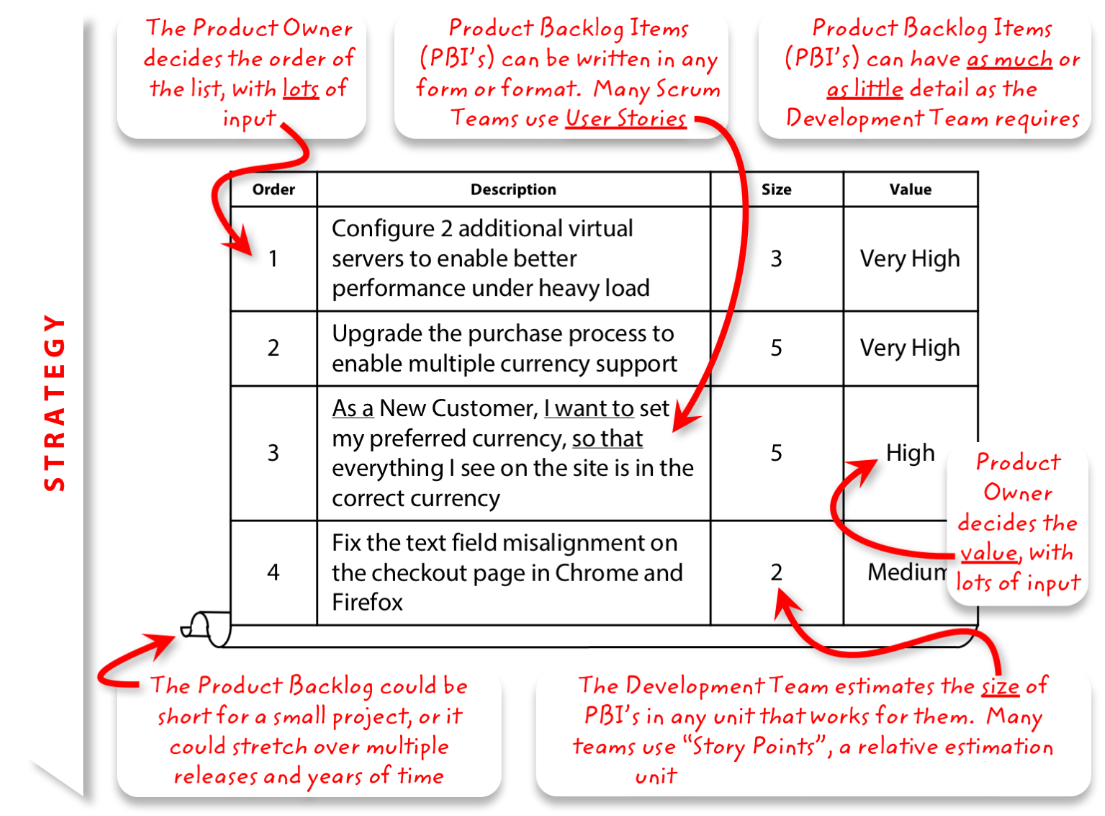 The Product Owner
decides the order of
the list, with lots of
input
Product Backlog Items
(PBI's) can be written in any
form or format. Many Scrum
Teams use User Stories
Product Backlog Items
(PBI's) can have as much or
as little detail as the
Development Team requires
STRATEGY
Order Description Size Value
Configure 2 additional virtual
1 servers to enable better 3 Very High
performance under heavy load
Upgrade the purchase process to
2 enable multiple currency support 5 Very High
As a New Customer, I want to set
my preferred currency, so that
3 everything I see on the site is in the 5 High
correct currency
Product
Owner
decides the
value, with
lots of input
Fix the text field misalignment on
4 the checkout page in Chrome and 2 Medium
Firefox
The Product Backlog could be
short for a small project, or it
could stretch over multiple
releases and years of time
The Development Team estimates the size of
PBI's in any unit that works for them. Many
teams use "Story Points", a relative estimation
unit